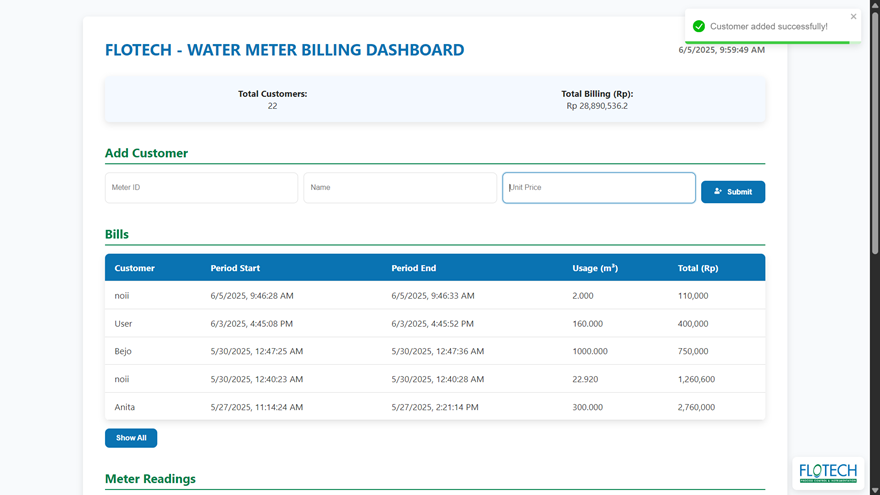 Customer added successfully!
FLOTECH - WATER METER BILLING DASHBOARD
6/5/2025, 9:59:49 AM
Total Customers:
22
Total Billing (Rp):
Rp 28,890,536.2
Add Customer
Meter ID Name Unit Price Submit
Bills
Customer Period Start Period End Usage (m³) Total (Rp)
noii 6/5/2025, 9:46:28 AM 6/5/2025, 9:46:33 AM 2.000 110,000
User 6/3/2025, 4:45:08 PM 6/3/2025, 4:45:52 PM 160.000 400,000
Bejo 5/30/2025, 12:47:25 AM 5/30/2025, 12:47:36 AM 1000.000 750,000
noii 5/30/2025, 12:40:23 AM 5/30/2025, 12:40:28 AM 22.920 1,260,600
Anita 5/27/2025, 11:14:24 AM 5/27/2025, 2:21:14 PM 300.000 2,760,000
Show All
Meter Readings
FLOTECH